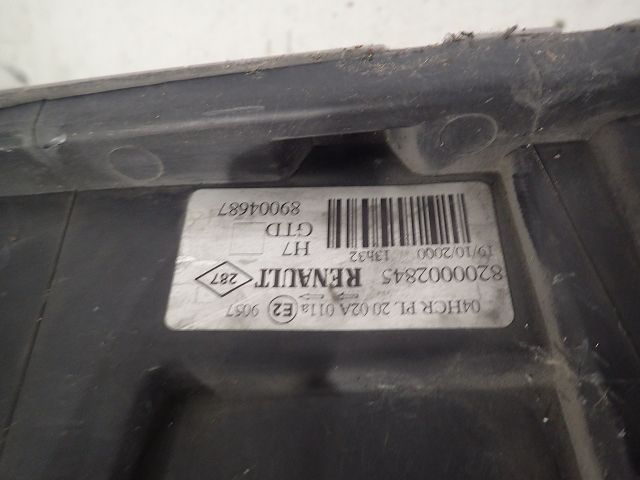 04HCR PL 20 02A 011a E2 9057
8200002845 RENAULT 287
19/10/2000 13h32 H7
GTD
89004687